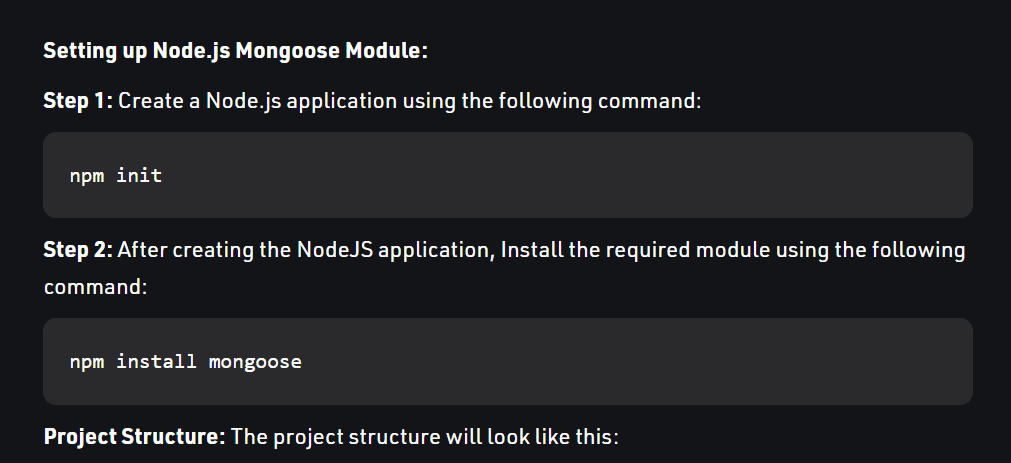 Setting up Node.js Mongoose Module:
Step 1: Create a Node.js application using the following command:
npm init
Step 2: After creating the NodeJS application, Install the required module using the following
command:
npm install mongoose
Project Structure: The project structure will look like this: